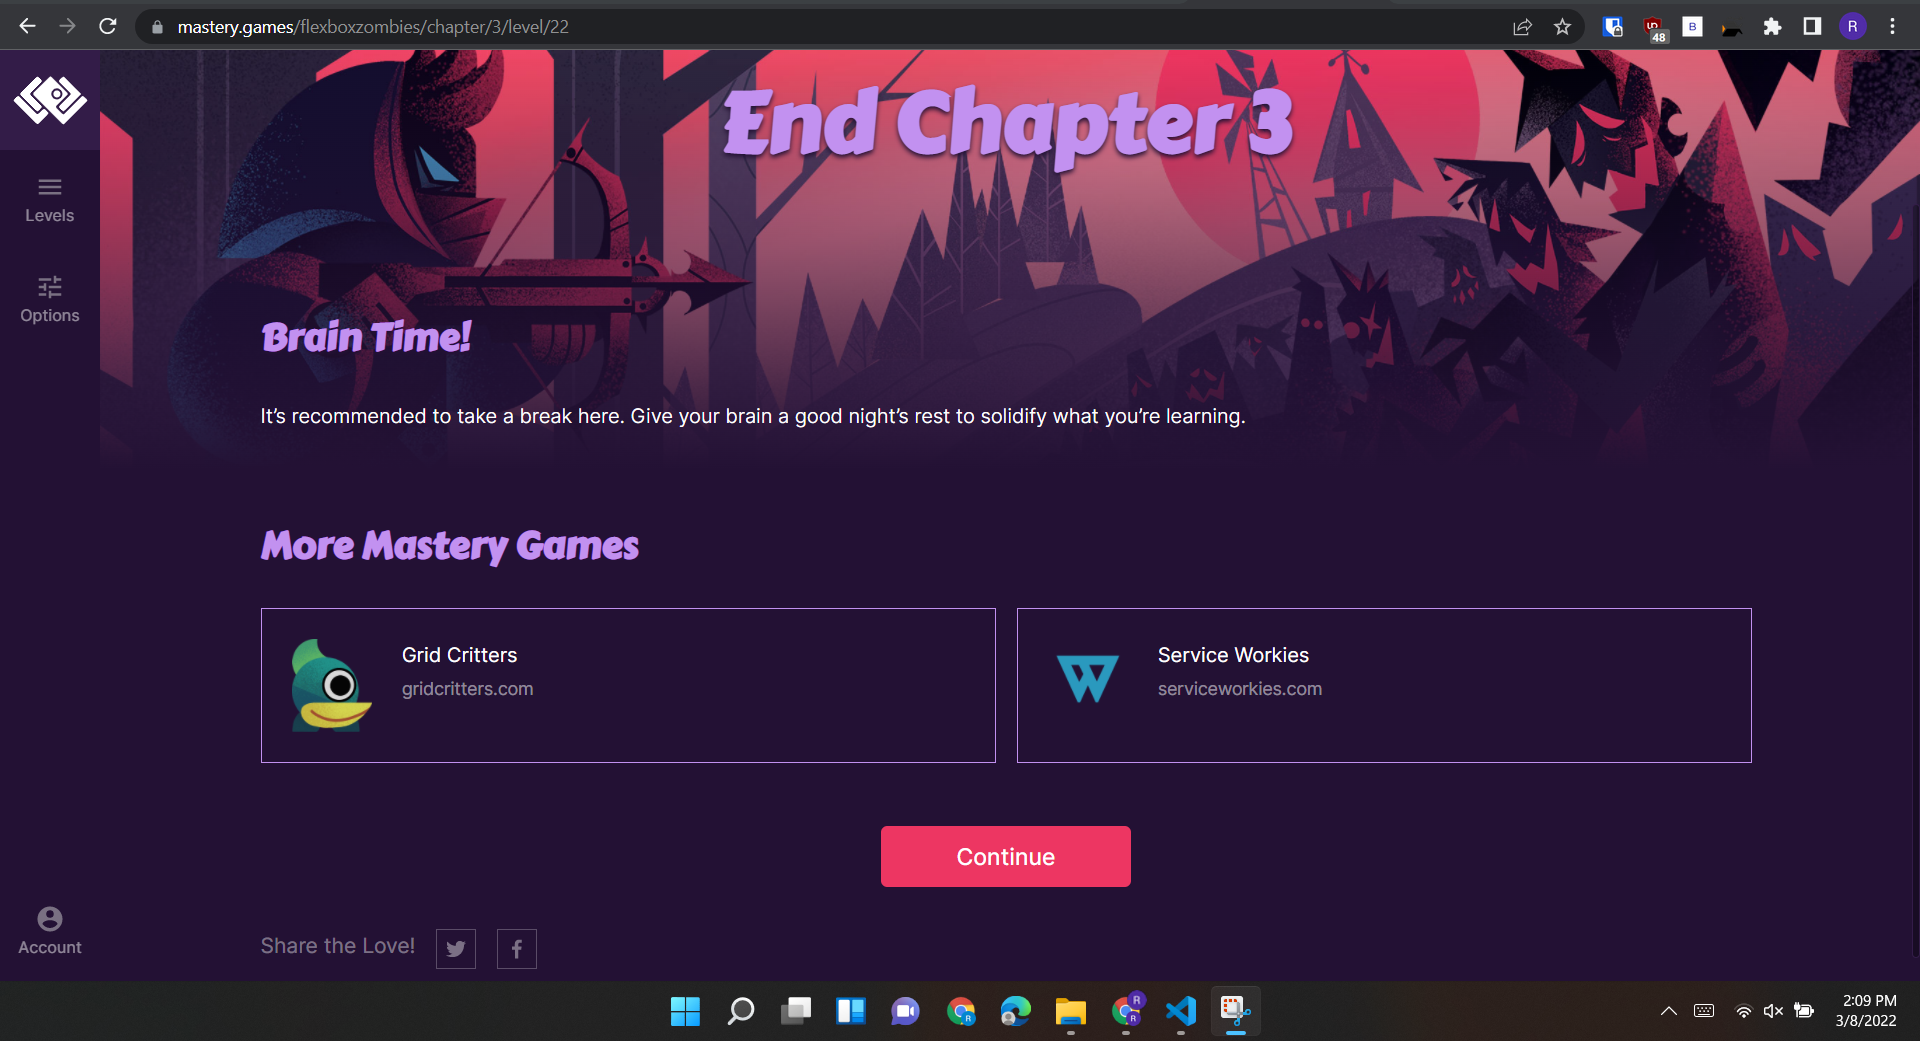 mastery.games/flexboxzombies/chapter/3/level/22
48
B
R
Levels
Options
Account
End Chapter 3
Brain Time!
It's recommended to take a break here. Give your brain a good night's rest to solidify what you're learning.
More Mastery Games
Grid Critters
gridcritters.com
Service Workies
serviceworkies.com
Continue
Share the Love!
R
R
R
2:09 PM
3/8/2022